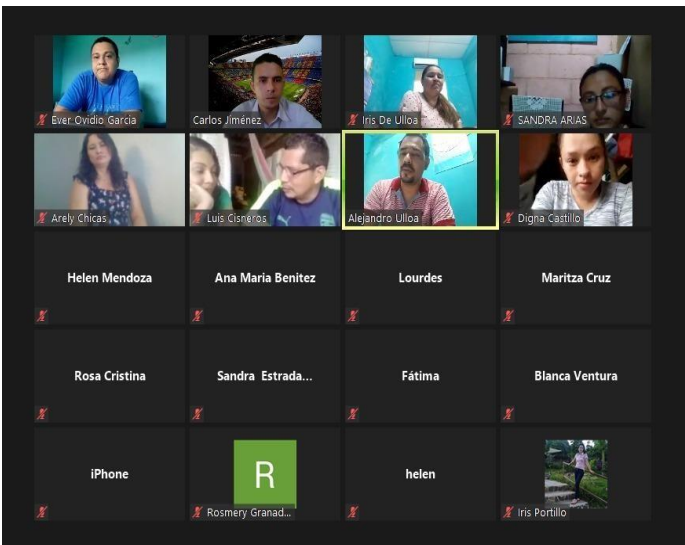 Ever Ovidio Garcia
Carlos Jiménez
Iris De Ulloa
SANDRA ARIAS
Arely Chicas
Luis Cisneros
Alejandro Ulloa
Digna Castillo
Helen Mendoza
Ana Maria Benitez
Lourdes
Maritza Cruz
Rosa Cristina
Sandra Estrada...
Fátima
Blanca Ventura
iPhone
R
Rosmery Granad...
helen
Iris Portillo